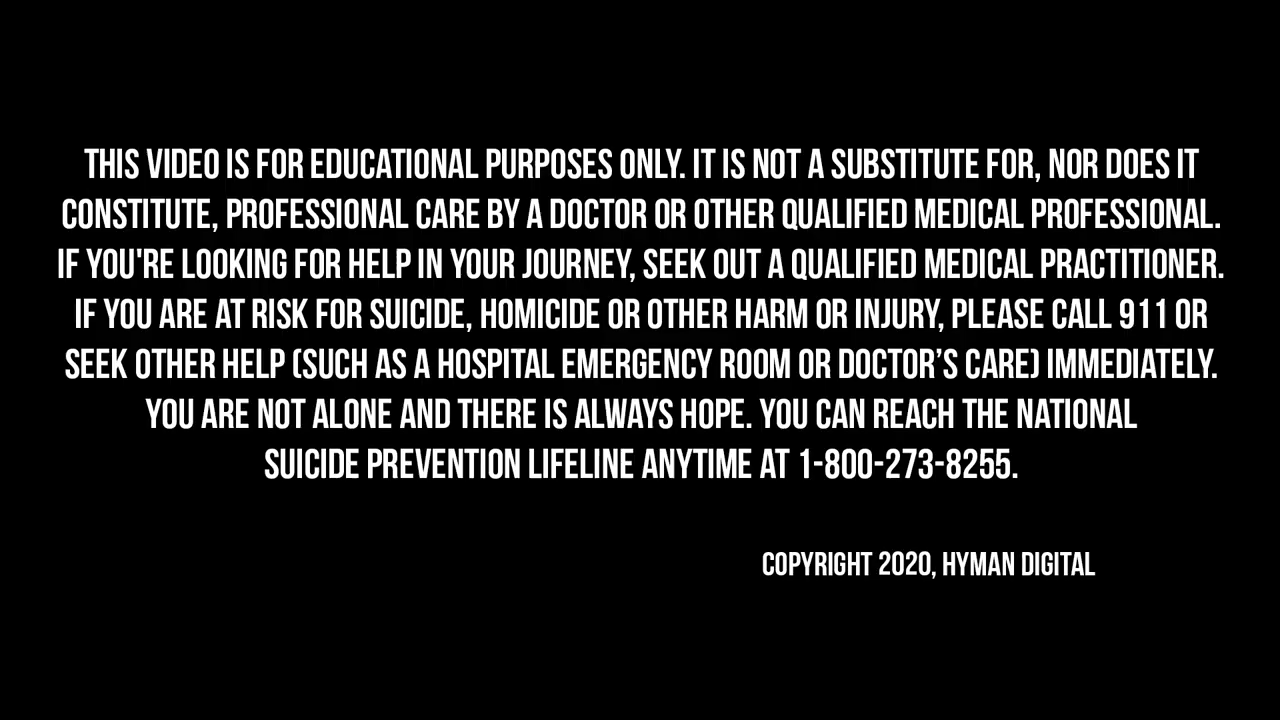 THIS VIDEO IS FOR EDUCATIONAL PURPOSES ONLY. IT IS NOT A SUBSTITUTE FOR, NOR DOES IT
CONSTITUTE, PROFESSIONAL CARE BY A DOCTOR OR OTHER QUALIFIED MEDICAL PROFESSIONAL.
IF YOU'RE LOOKING FOR HELP IN YOUR JOURNEY, SEEK OUT A QUALIFIED MEDICAL PRACTITIONER.
IF YOU ARE AT RISK FOR SUICIDE, HOMICIDE OR OTHER HARM OR INJURY, PLEASE CALL 911 OR
SEEK OTHER HELP (SUCH AS A HOSPITAL EMERGENCY ROOM OR DOCTOR’S CARE) IMMEDIATELY.
YOU ARE NOT ALONE AND THERE IS ALWAYS HOPE. YOU CAN REACH THE NATIONAL
SUICIDE PREVENTION LIFELINE ANYTIME AT 1-800-273-8255.
COPYRIGHT 2020, HYMAN DIGITAL